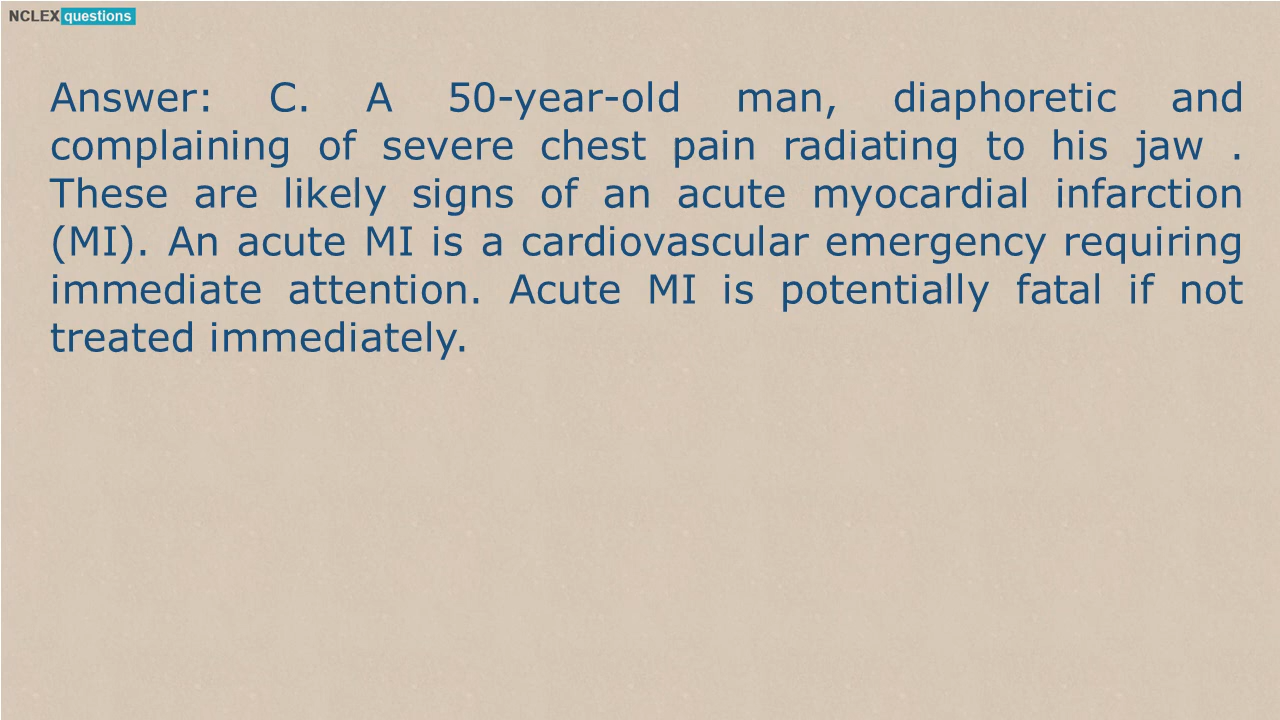 NCLEX questions
Answer: C. A 50-year-old man, diaphoretic and
complaining of severe chest pain radiating to his jaw .
These are likely signs of an acute myocardial infarction
(MI). An acute MI is a cardiovascular emergency requiring
immediate attention. Acute MI is potentially fatal if not
treated immediately.